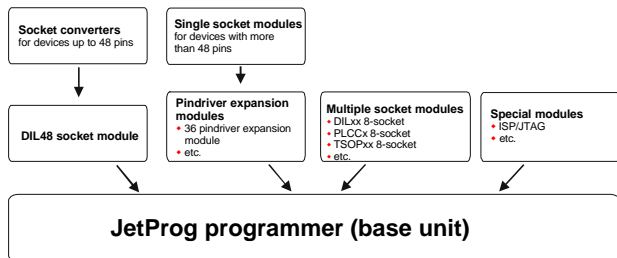 Socket converters
for devices up to 48 pins
Single socket modules
for devices with more
than 48 pins
DIL48 socket module
Pindriver expansion
modules
• 36 pindriver expansion
module
• etc.
Multiple socket modules
• DILxx 8-socket
• PLCCx 8-socket
• TSOPxx 8-socket
• etc.
Special modules
• ISP/JTAG
• etc.
JetProg programmer (base unit)